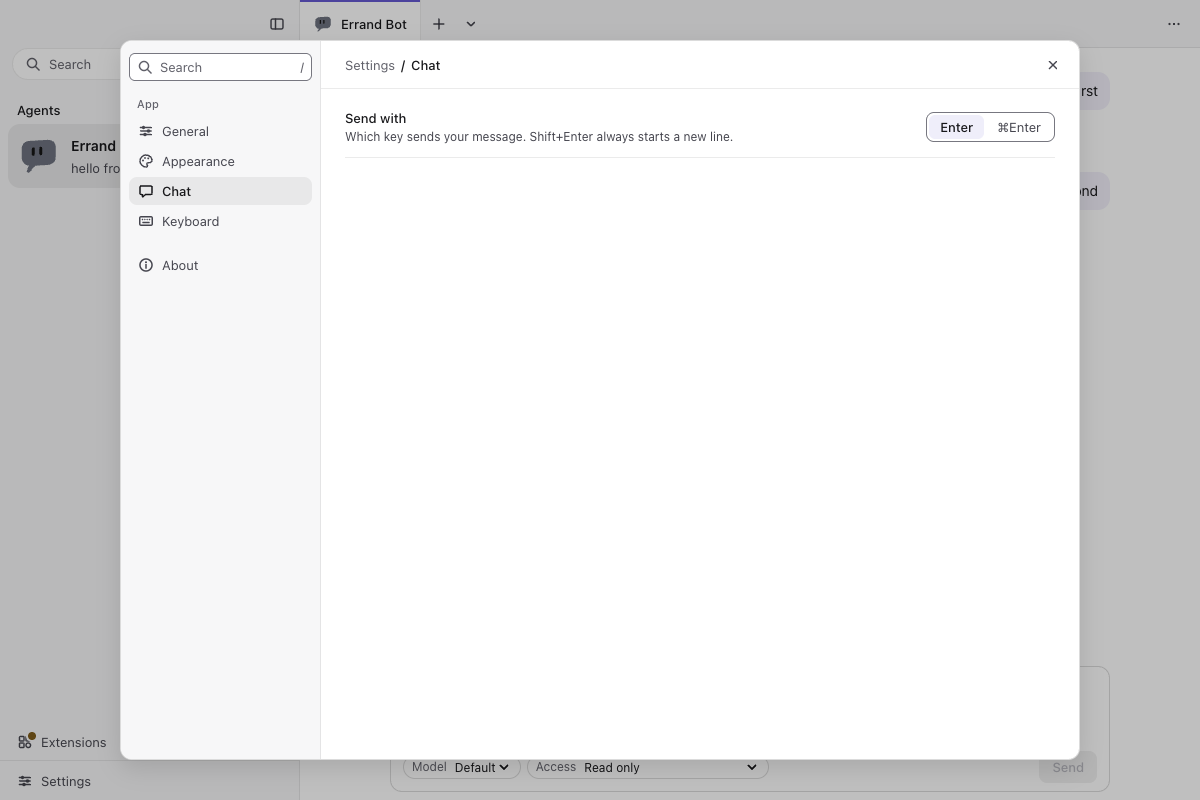 Errand Bot
Search
Agents
Errand
hello fro
Extensions
Settings
Search /
App
General
Appearance
Chat
Keyboard
About
Settings / Chat
Send with
Which key sends your message. Shift+Enter always starts a new line.
Enter ⌘Enter
rst
ond
Model Default Access Read only
Send